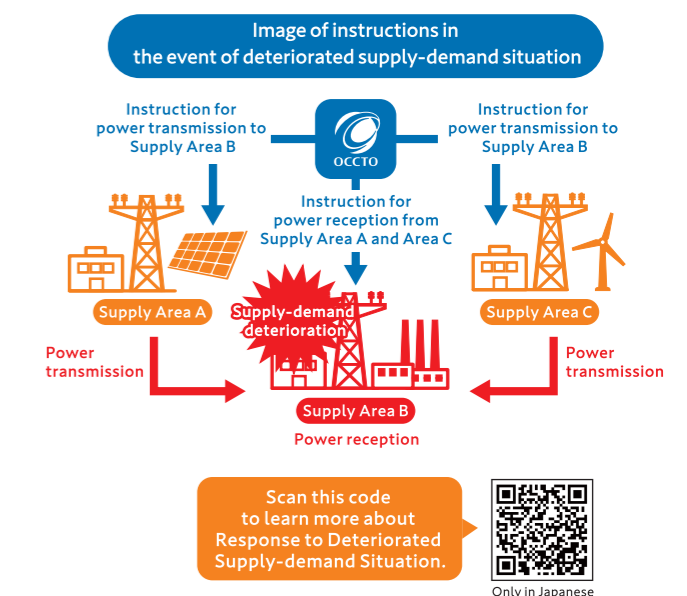 Image of instructions in
the event of deteriorated supply-demand situation
Instruction for
power transmission to
Supply Area B
OCCTO
Instruction for
power transmission to
Supply Area B
Instruction for
power reception from
Supply Area A and Area C
Supply Area A
Supply-demand
deterioration
Supply Area C
Power
transmission
Power
transmission
Supply Area B
Power reception
Scan this code
to learn more about
Response to Deteriorated
Supply-demand Situation.
Only in Japanese